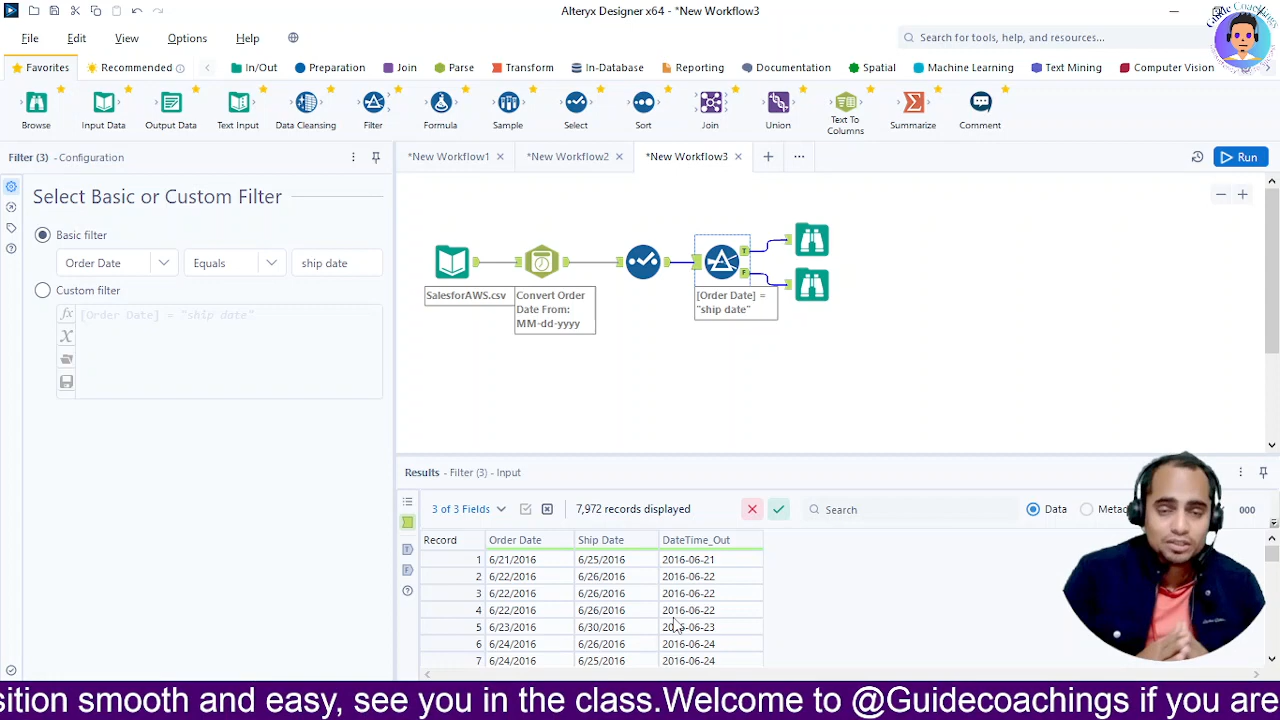 Alteryx Designer x64 - *New Workflow3
File Edit View Options Help
Search for tools, help, and resources...
Guide Coachings
Favorites Recommended In/Out Preparation Join Parse Transform In-Database Reporting Documentation Spatial Machine Learning Text Mining Computer Vision
Browse Input Data Output Data Text Input Data Cleansing Filter Formula Sample Select Sort Join Union Text To Columns Summarize Comment
Filter (3) - Configuration
*New Workflow1 *New Workflow2 *New Workflow3
Run
Select Basic or Custom Filter
Basic filter
Order Date Equals ship date
Custom filter
[Order Date] = "ship date"
SalesforAWS.csv
Convert Order
Date From:
MM-dd-yyyy
[Order Date] =
"ship date"
T
F
Results - Filter (3) - Input
3 of 3 Fields 7,972 records displayed Search Data 000
Record Order Date Ship Date DateTime_Out
1 6/21/2016 6/25/2016 2016-06-21
2 6/22/2016 6/26/2016 2016-06-22
3 6/22/2016 6/26/2016 2016-06-22
4 6/22/2016 6/26/2016 2016-06-22
5 6/23/2016 6/30/2016 2016-06-23
6 6/24/2016 6/26/2016 2016-06-24
7 6/24/2016 6/25/2016 2016-06-24
sition smooth and easy, see you in the class.Welcome to @Guidecoachings if you are